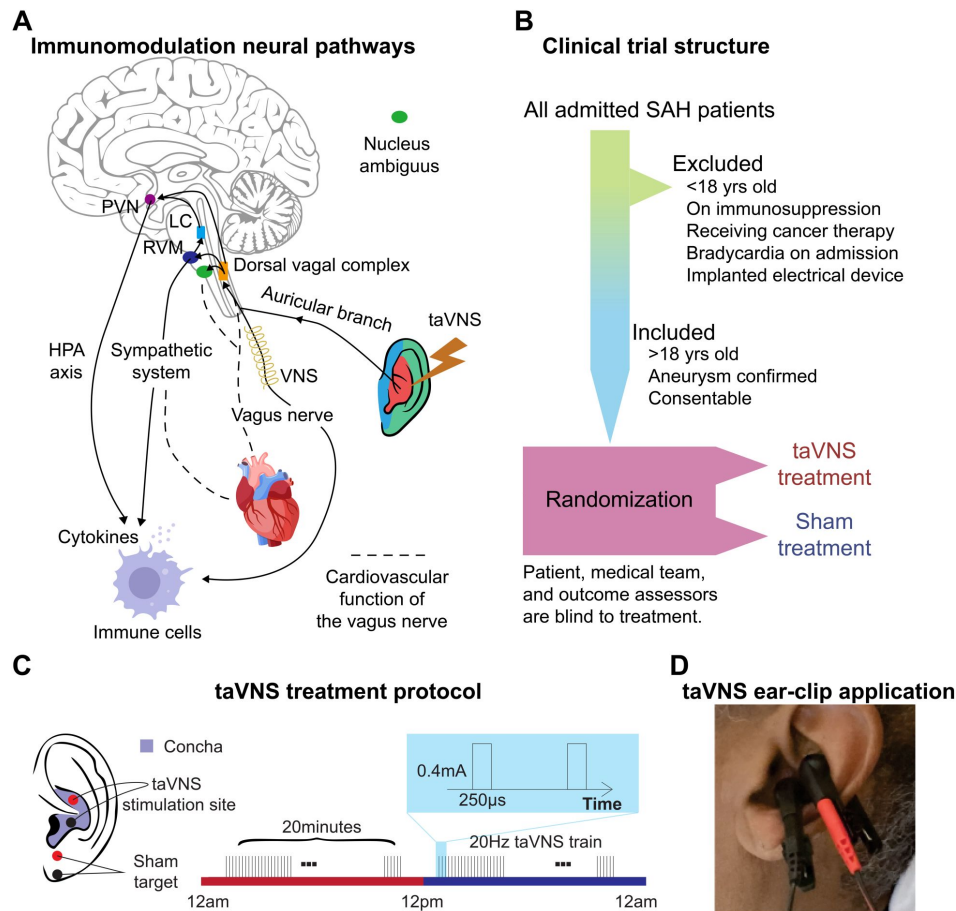 A
Immunomodulation neural pathways
Nucleus
ambiguus
PVN
LC
RVM
Dorsal vagal complex
Auricular branch
taVNS
HPA
axis
Sympathetic
system
VNS
Vagus nerve
Cytokines
Immune cells
Cardiovascular
function of
the vagus nerve
B
Clinical trial structure
All admitted SAH patients
Excluded
<18 yrs old
On immunosuppression
Receiving cancer therapy
Bradycardia on admission
Implanted electrical device
Included
>18 yrs old
Aneurysm confirmed
Consentable
Randomization
taVNS
treatment
Sham
treatment
Patient, medical team,
and outcome assessors
are blind to treatment.
C
taVNS treatment protocol
Concha
taVNS
stimulation site
Sham
target
20minutes
0.4mA
250µs
Time
20Hz taVNS train
12am
12pm
12am
D
taVNS ear-clip application